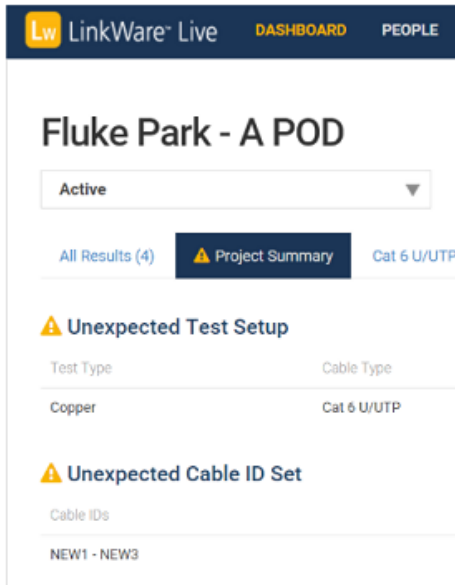 Lw LinkWare™ Live DASHBOARD PEOPLE
Fluke Park - A POD
Active
All Results (4) Project Summary Cat 6 U/UTP
Unexpected Test Setup
Test Type Cable Type
Copper Cat 6 U/UTP
Unexpected Cable ID Set
Cable IDs
NEW1 - NEW3